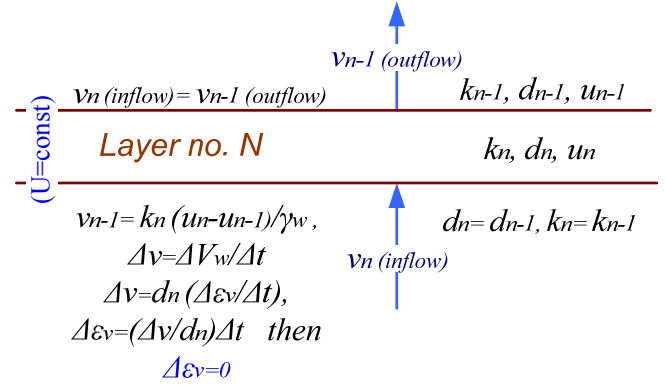 vn-1 (outflow)
vn (inflow)= vn-1 (outflow)
kn-1, dn-1, un-1
(U=const)
Layer no. N
kn, dn, un
vn-1= kn (un-un-1)/γw ,
dn= dn-1, kn= kn-1
Δv=ΔVw/Δt
vn (inflow)
Δv=dn (Δεv/Δt),
Δεv=(Δv/dn)Δt then
Δεv=0